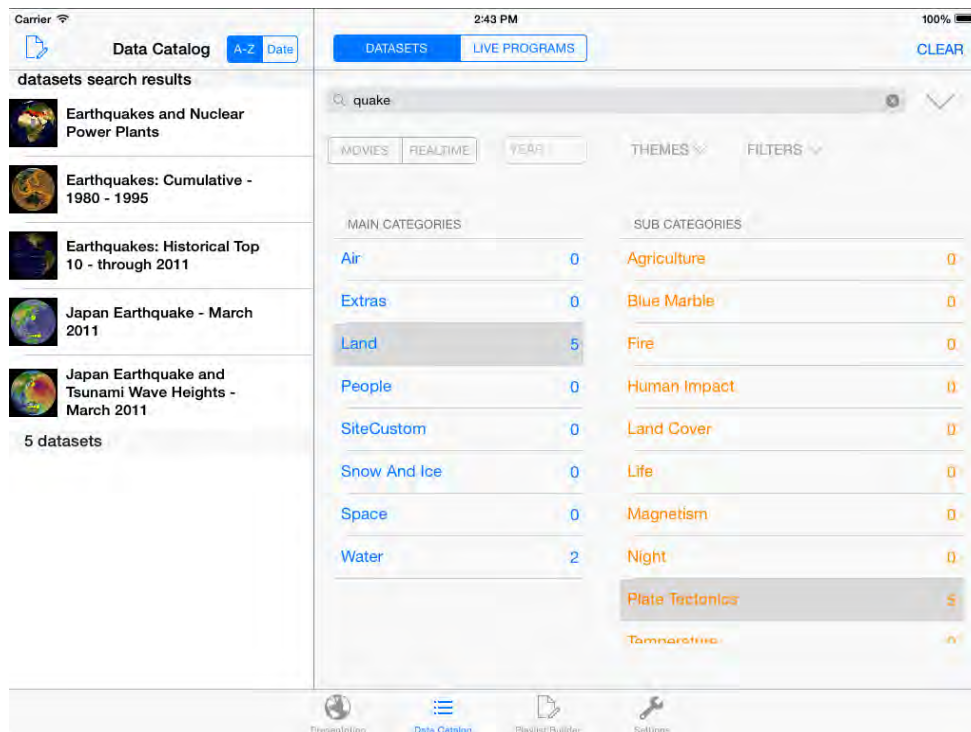 Carrier
2:43 PM
100%
Data Catalog
A-Z Date
DATASETS LIVE PROGRAMS
CLEAR
datasets search results
Earthquakes and Nuclear
Power Plants
Earthquakes: Cumulative -
1980 - 1995
Earthquakes: Historical Top
10 - through 2011
Japan Earthquake - March
2011
Japan Earthquake and
Tsunami Wave Heights -
March 2011
5 datasets
quake
MOVIES REALTIME YEAR THEMES FILTERS
MAIN CATEGORIES
Air 0
Extras 0
Land 5
People 0
SiteCustom 0
Snow And Ice 0
Space 0
Water 2
SUB CATEGORIES
Agriculture 0
Blue Marble 0
Fire 0
Human Impact 0
Land Cover 0
Life 0
Magnetism 0
Night 0
Plate Tectonics 5
Temperature 0
Presentation Data Catalog Playlist Builder Settings